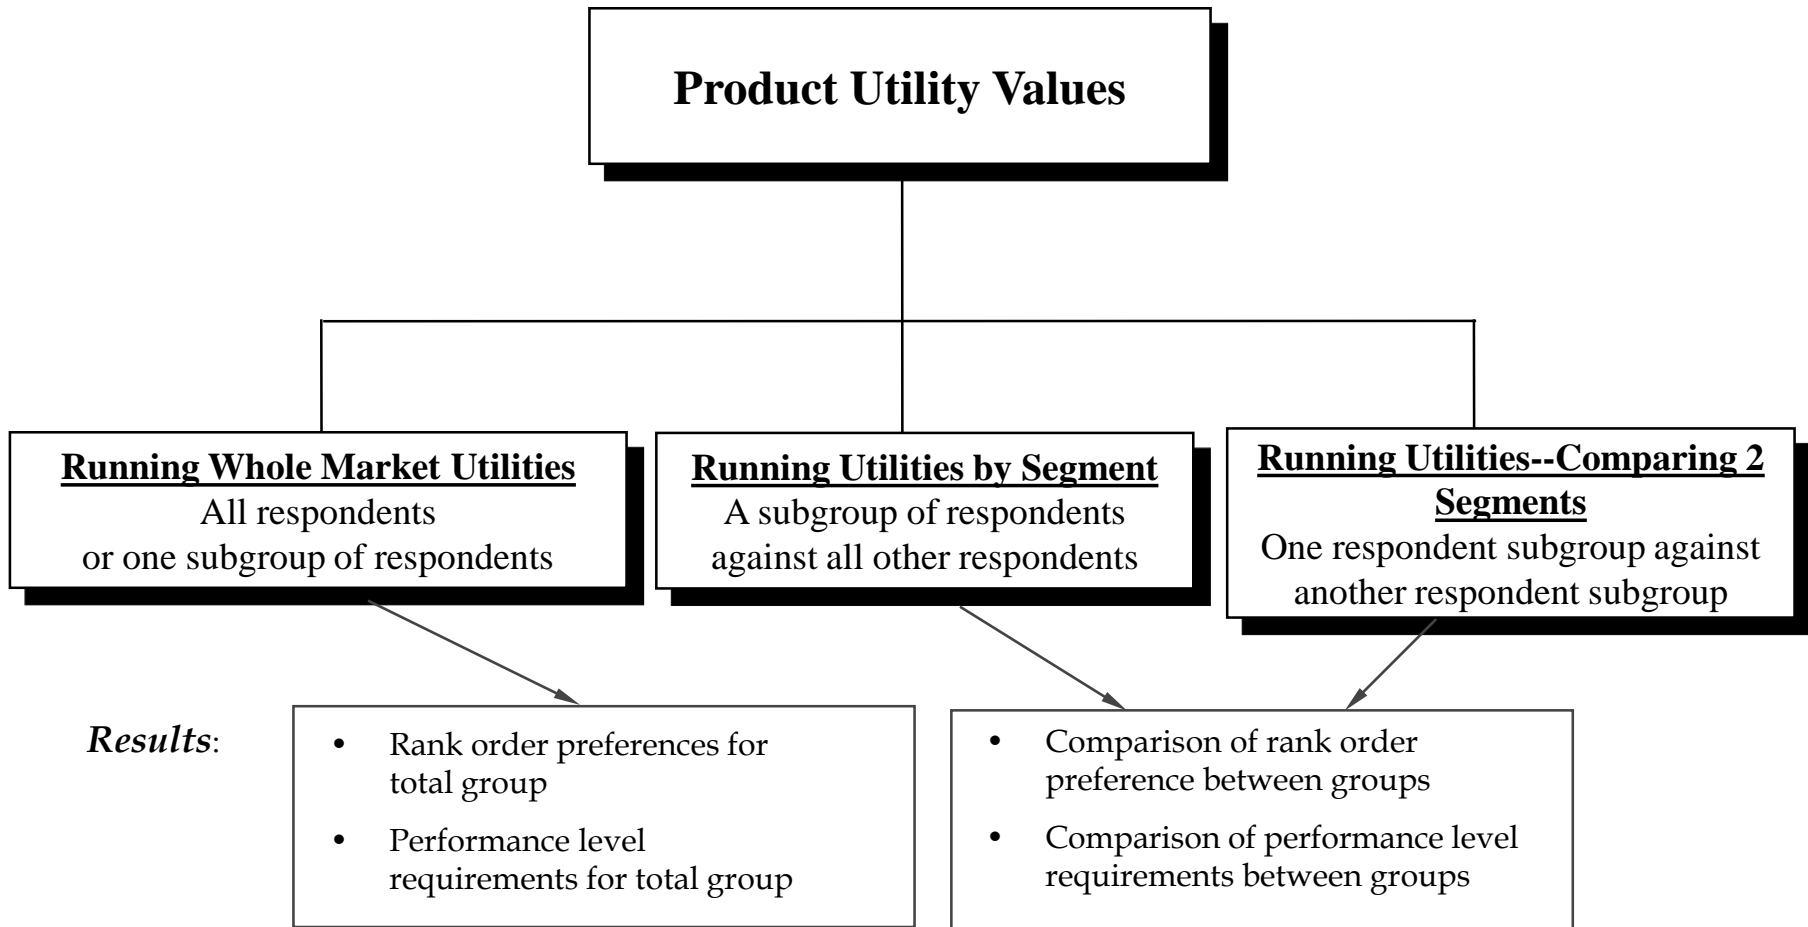 Product Utility Values
Running Whole Market Utilities
All respondents
or one subgroup of respondents
Running Utilities by Segment
A subgroup of respondents
against all other respondents
Running Utilities--Comparing 2
Segments
One respondent subgroup against
another respondent subgroup
Results:
• Rank order preferences for
total group
• Performance level
requirements for total group
• Comparison of rank order
preference between groups
• Comparison of performance level
requirements between groups